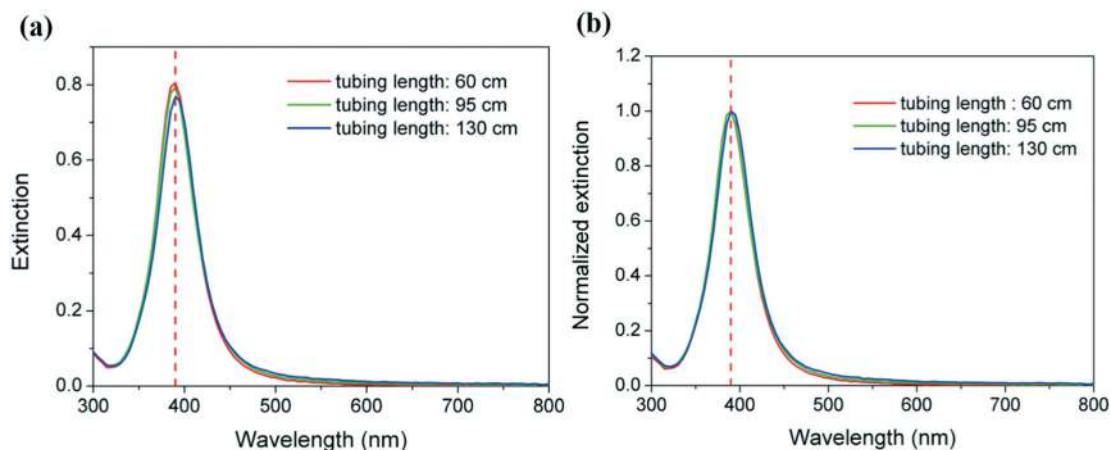 (a)
tubing length: 60 cm
tubing length: 95 cm
tubing length: 130 cm
Extinction
0.8
0.6
0.4
0.2
0.0
300 400 500 600 700 800
Wavelength (nm)
(b)
1.2
tubing length : 60 cm
tubing length: 95 cm
tubing length: 130 cm
Normalized extinction
1.0
0.8
0.6
0.4
0.2
0.0
300 400 500 600 700 800
Wavelength (nm)